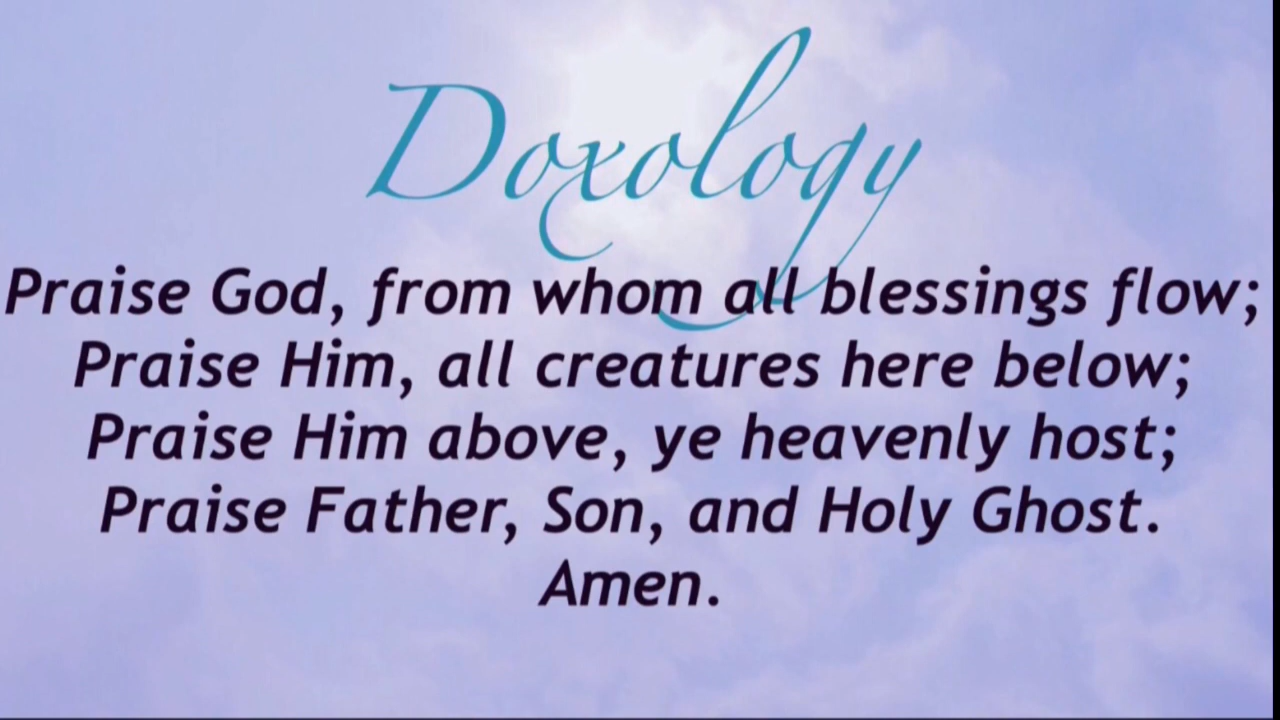 Doxology
Praise God, from whom all blessings flow;
Praise Him, all creatures here below;
Praise Him above, ye heavenly host;
Praise Father, Son, and Holy Ghost.
Amen.